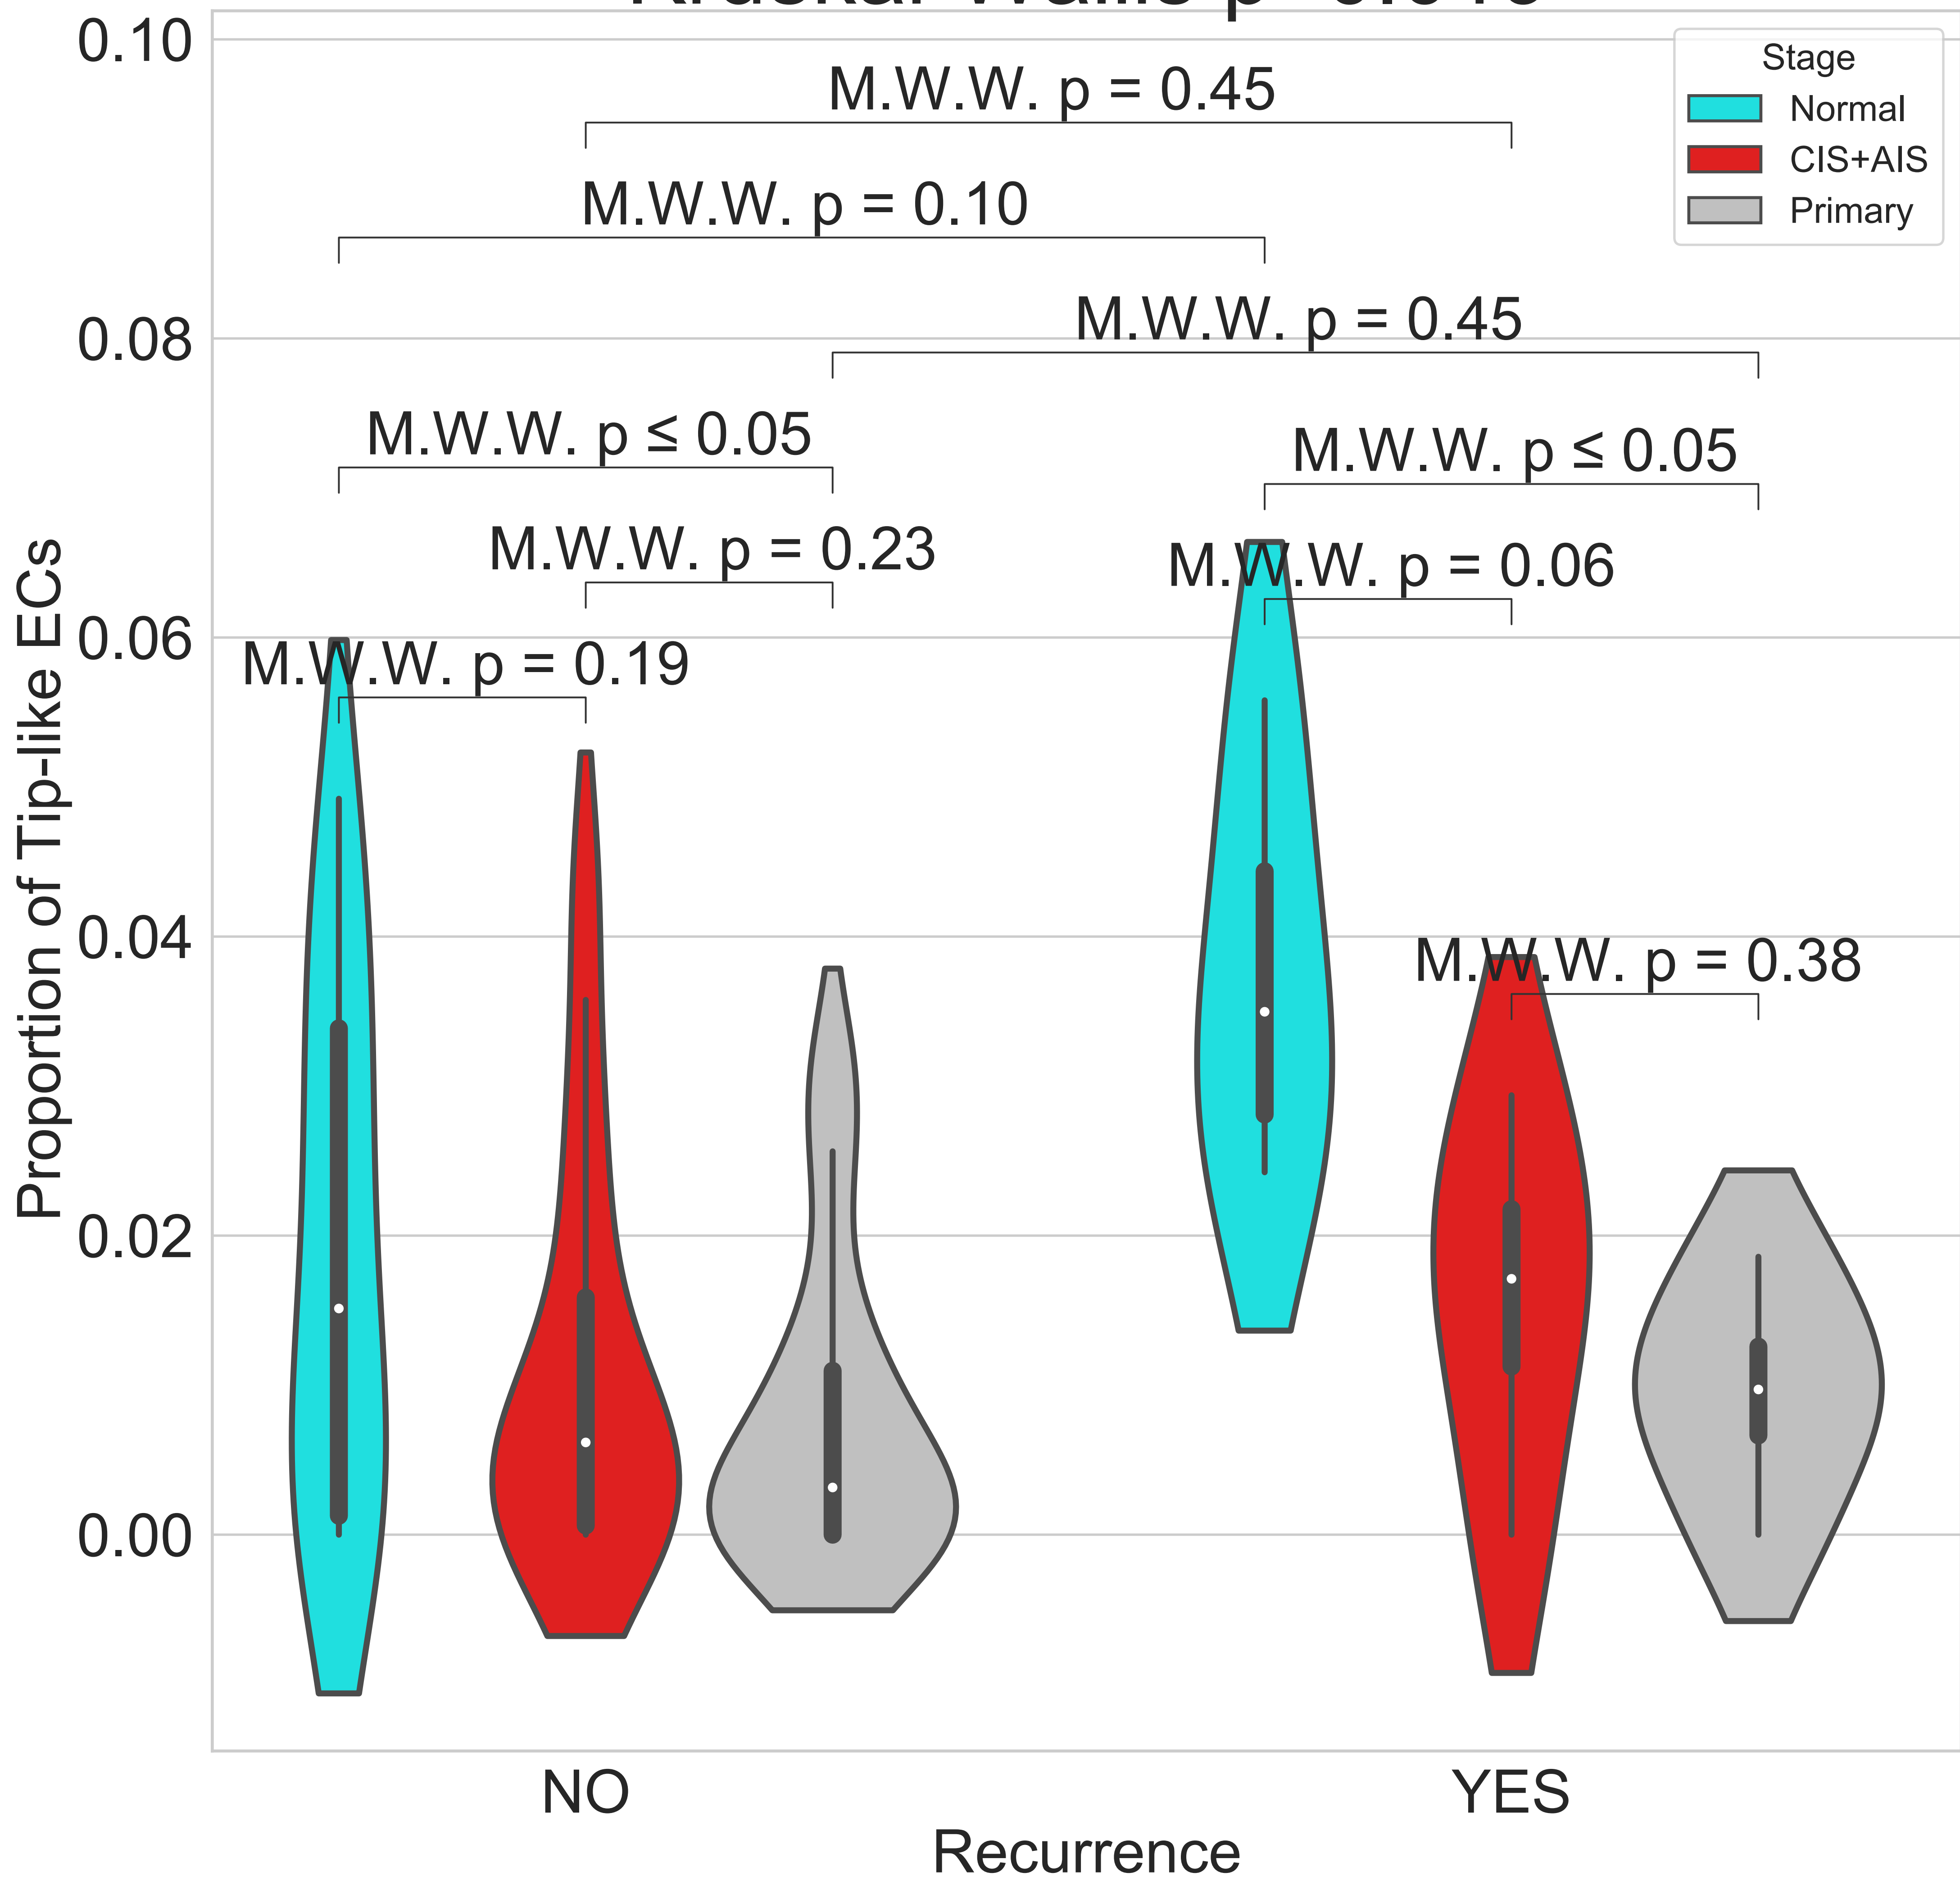 0.10
0.08
0.06
0.04
0.02
0.00
Proportion of Tip-like ECs
M.W.W. p = 0.45
M.W.W. p = 0.10
M.W.W. p = 0.45
M.W.W. p ≤ 0.05
M.W.W. p ≤ 0.05
M.W.W. p = 0.23
M.W.W. p = 0.06
M.W.W. p = 0.19
M.W.W. p = 0.38
Stage
Normal
CIS+AIS
Primary
NO
YES
Recurrence